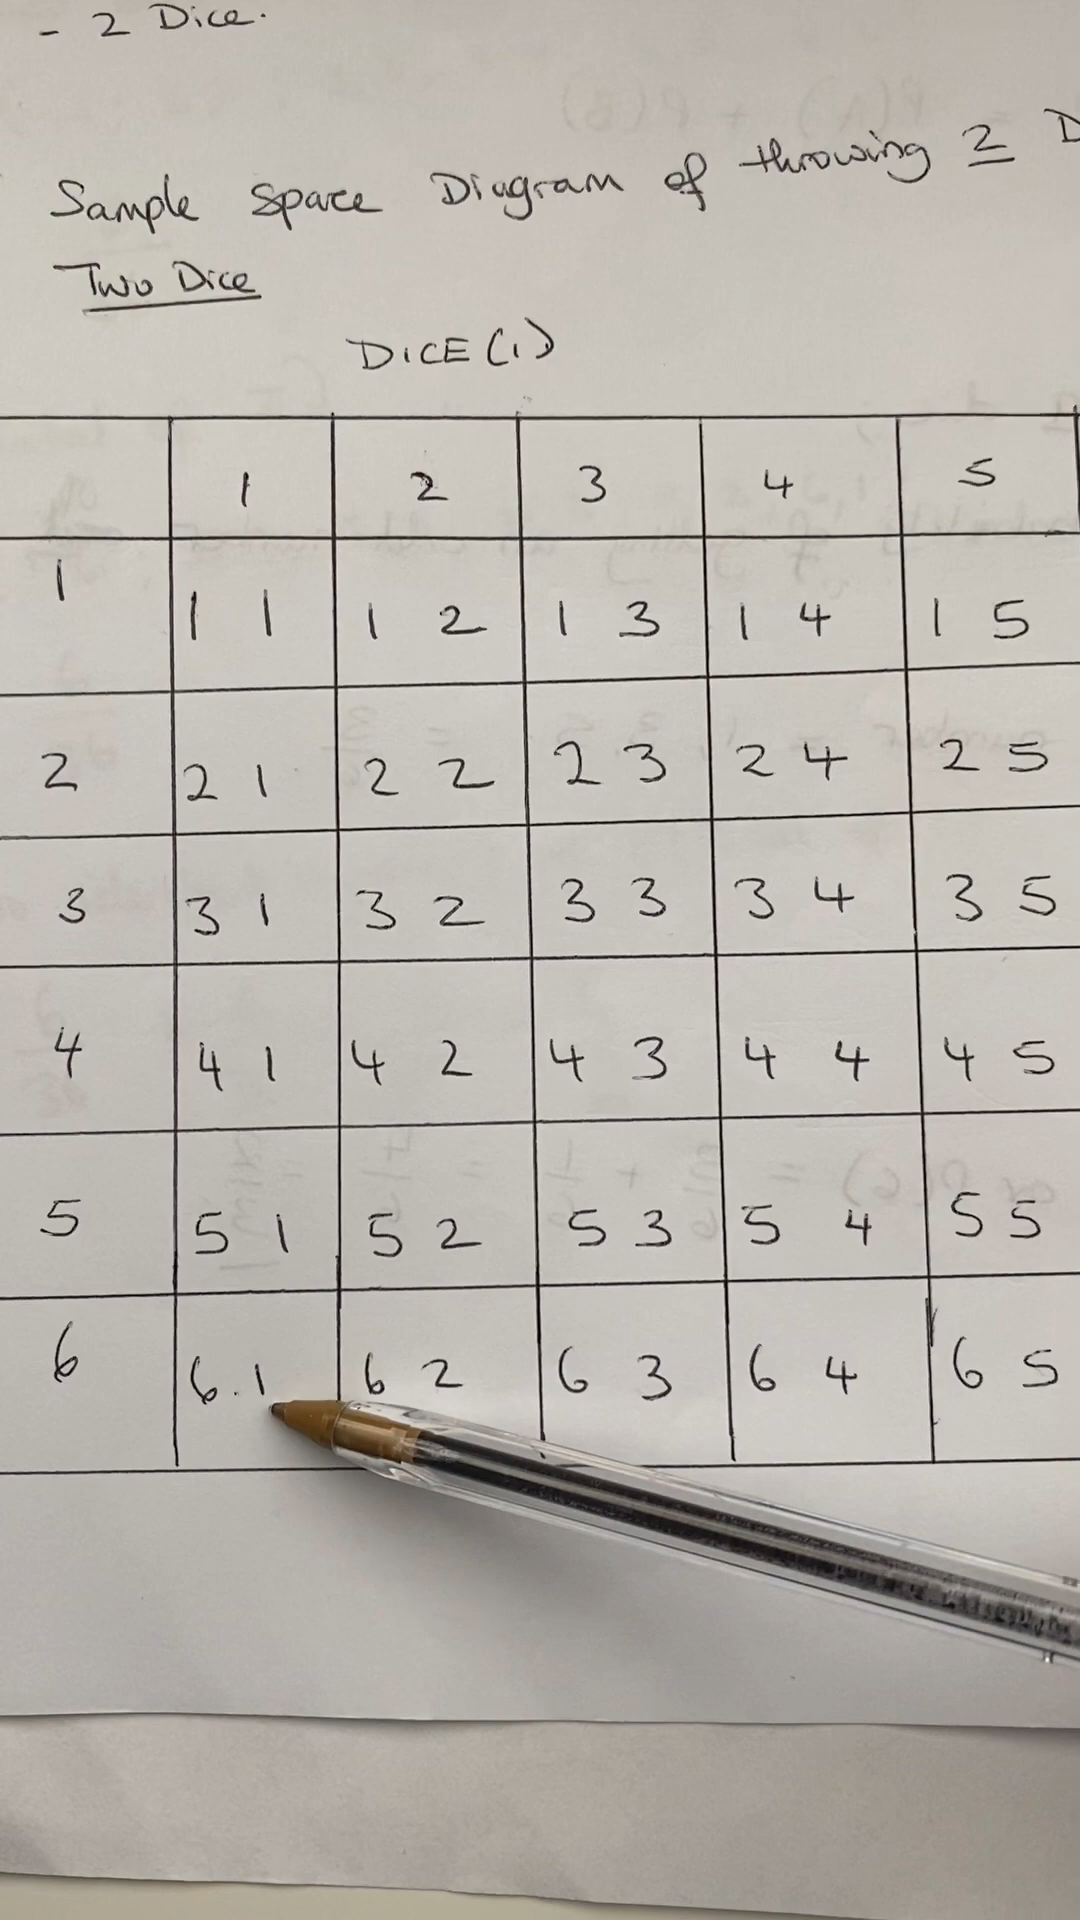 - 2 Dice.
Sample Space Diagram of throwing 2
Two Dice
DICE (1)
1 2 3 4 5
1 1 1 1 2 1 3 1 4 1 5
2 2 1 2 2 2 3 2 4 2 5
3 3 1 3 2 3 3 3 4 3 5
4 4 1 4 2 4 3 4 4 4 5
5 5 1 5 2 5 3 5 4 5 5
6 6.1 6 2 6 3 6 4 6 5